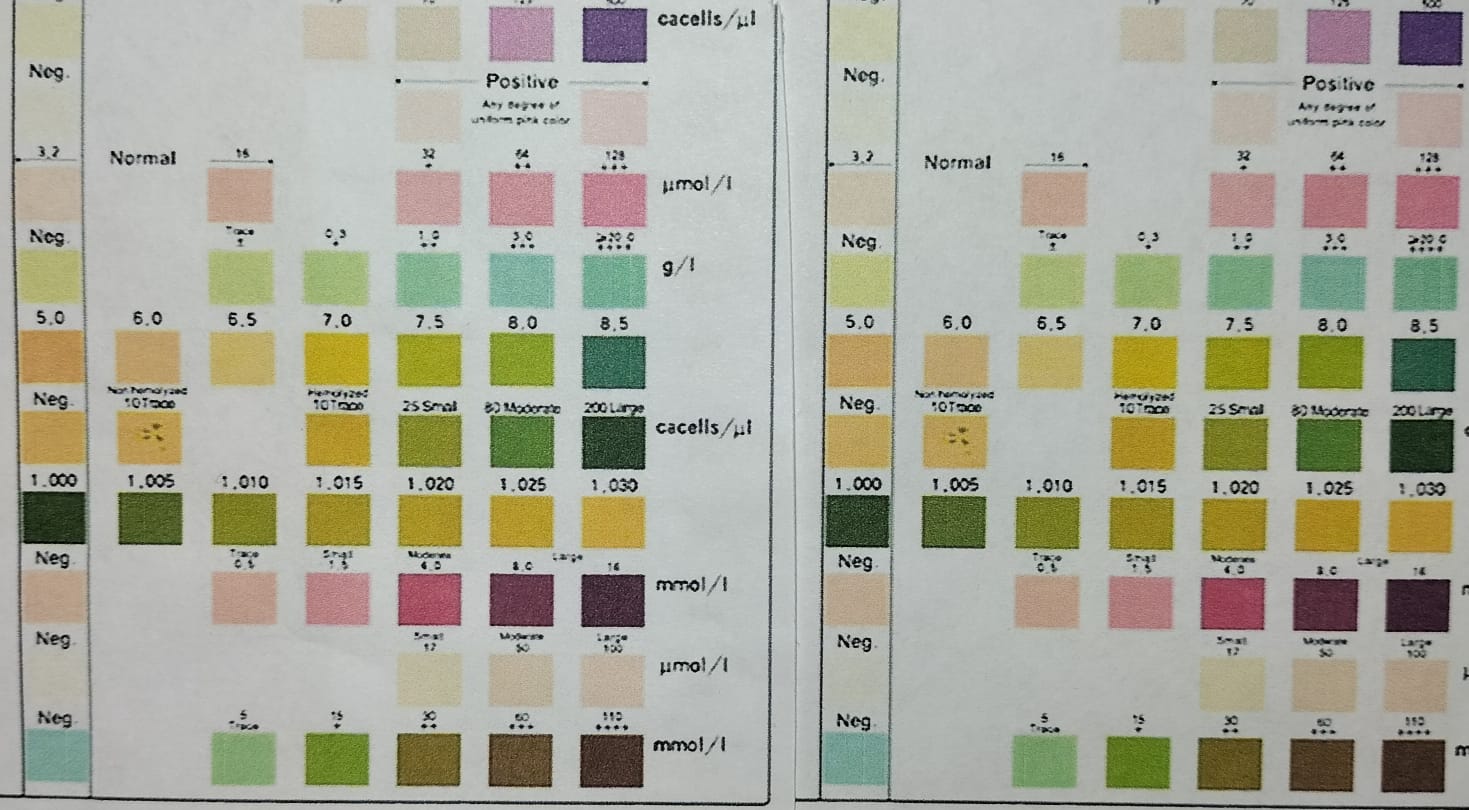 cacells/µl
Neg.
Positive
Any degree of
uniform pink color
3.2 Normal 16 32 64 128
+ ++ +++
µmol/l
Neg. Trace 0.3 1.0 3.0 ≥20.0
± + ++ +++ ++++
g/l
5.0 6.0 6.5 7.0 7.5 8.0 8.5
Neg. Non hemolyzed Hemolyzed
10Trace 10Trace 25 Small 80 Moderate 200 Large
cacells/µl
1.000 1.005 1.010 1.015 1.020 1.025 1.030
Neg. Trace Small Moderate Large
0.5 1.5 4.0 8.0 16
mmol/l
Neg. Small Moderate Large
17 50 100
µmol/l
Neg. 5 15 30 60 110
Trace + ++ +++ ++++
mmol/l
Neg.
Positive
Any degree of
uniform pink color
3.2 Normal 16 32 64 128
+ ++ +++
Neg. Trace 0.3 1.0 3.0 ≥20.0
± + ++ +++ ++++
5.0 6.0 6.5 7.0 7.5 8.0 8.5
Neg. Non hemolyzed Hemolyzed
10Trace 10Trace 25 Small 80 Moderate 200 Large
1.000 1.005 1.010 1.015 1.020 1.025 1.030
Neg. Trace Small Moderate Large
0.5 1.5 4.0 8.0 16
Neg. Small Moderate Large
17 50 100
Neg. 5 15 30 60 110
Trace + ++ +++ ++++